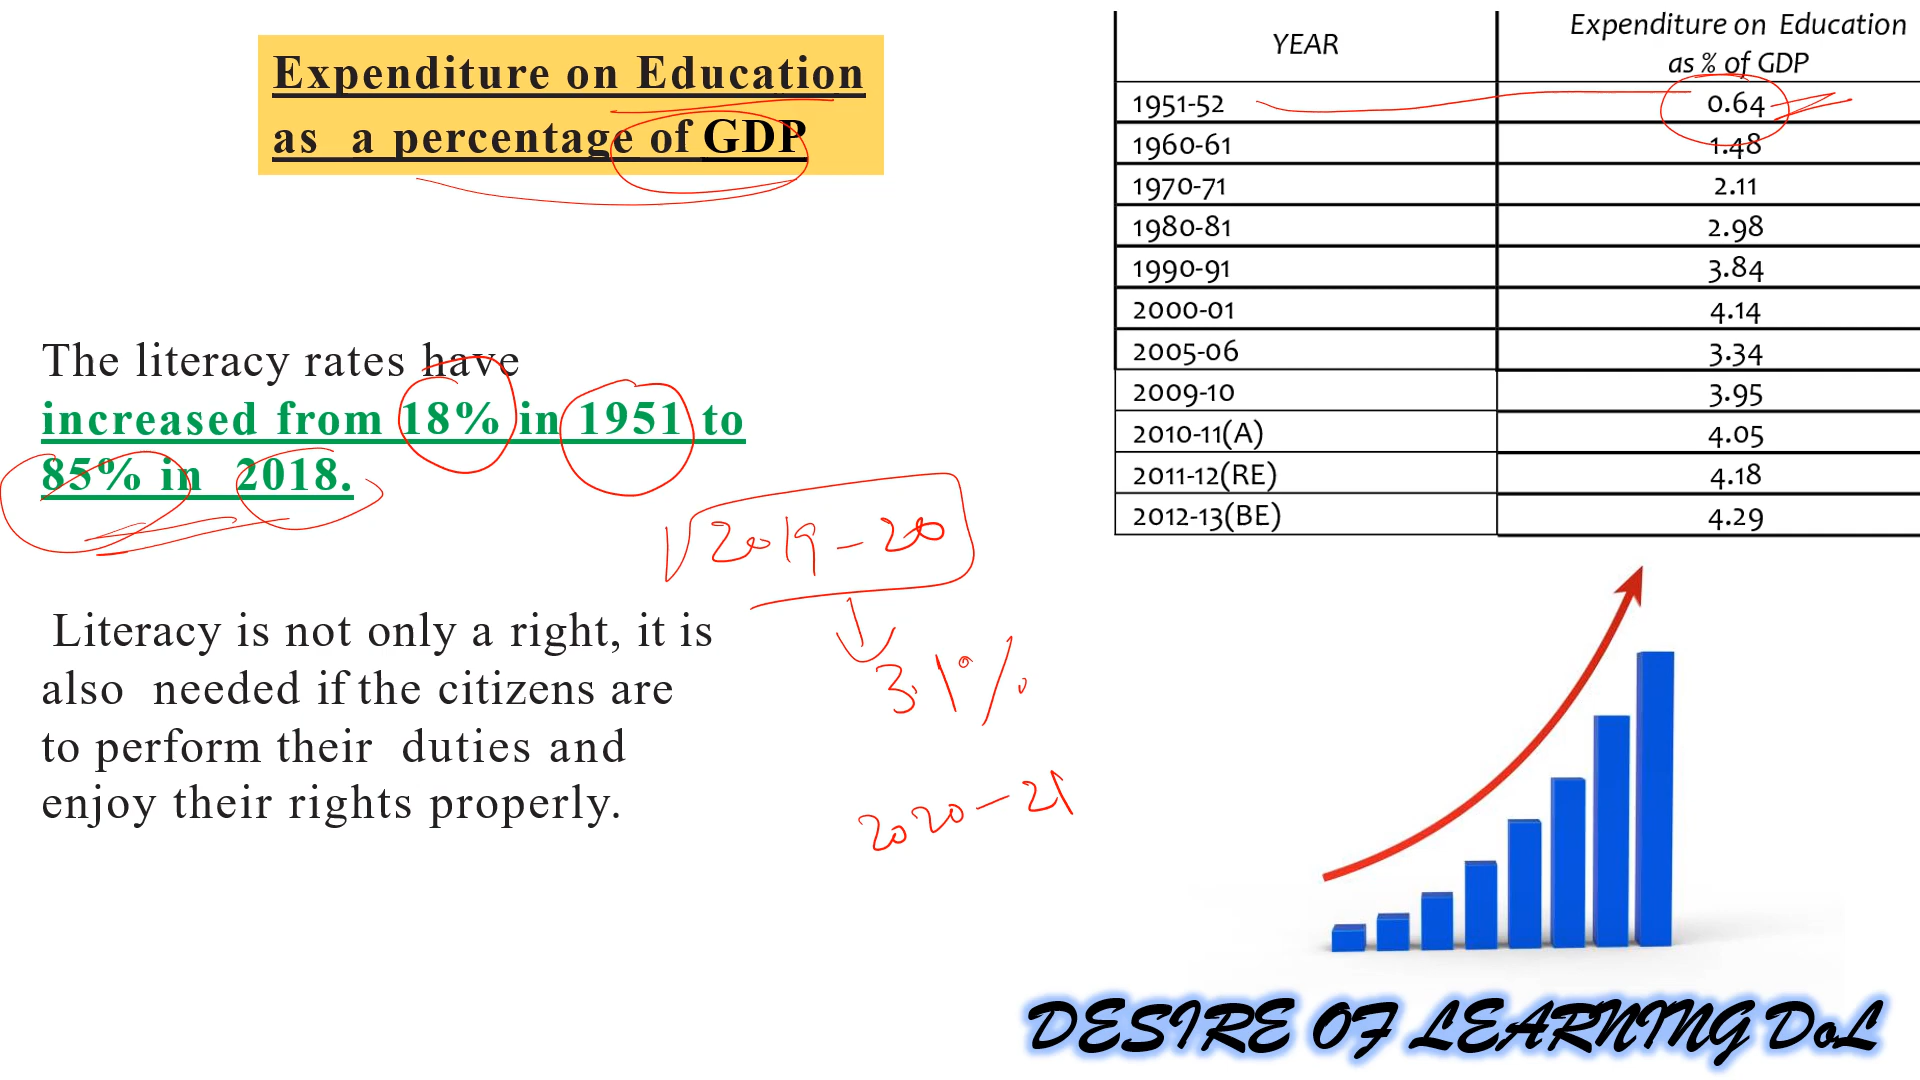 Expenditure on Education
as a percentage of GDP
The literacy rates have
increased from 18% in 1951 to
85% in 2018.
Literacy is not only a right, it is
also needed if the citizens are
to perform their duties and
enjoy their rights properly.
2019-20
3.1%
2020-21
YEAR Expenditure on Education as % of GDP
1951-52 0.64
1960-61 1.48
1970-71 2.11
1980-81 2.98
1990-91 3.84
2000-01 4.14
2005-06 3.34
2009-10 3.95
2010-11(A) 4.05
2011-12(RE) 4.18
2012-13(BE) 4.29
DESIRE OF LEARNING DoL